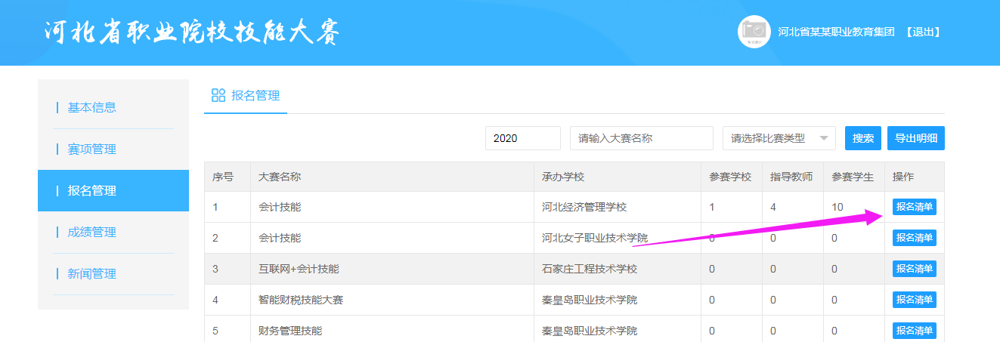 河北省职业院校技能大赛
河北省某某职业教育集团 【退出】
基本信息
赛项管理
报名管理
成绩管理
新闻管理
报名管理
2020 请输入大赛名称 请选择比赛类型 搜索 导出明细
序号 大赛名称 承办学校 参赛学校 指导教师 参赛学生 操作
1 会计技能 河北经济管理学校 1 4 10 报名清单
2 会计技能 河北女子职业技术学院 0 0 0 报名清单
3 互联网+会计技能 石家庄工程技术学校 0 0 0 报名清单
4 智能财税技能大赛 秦皇岛职业技术学院 0 0 0 报名清单
5 财务管理技能 秦皇岛职业技术学院 0 0 0 报名清单